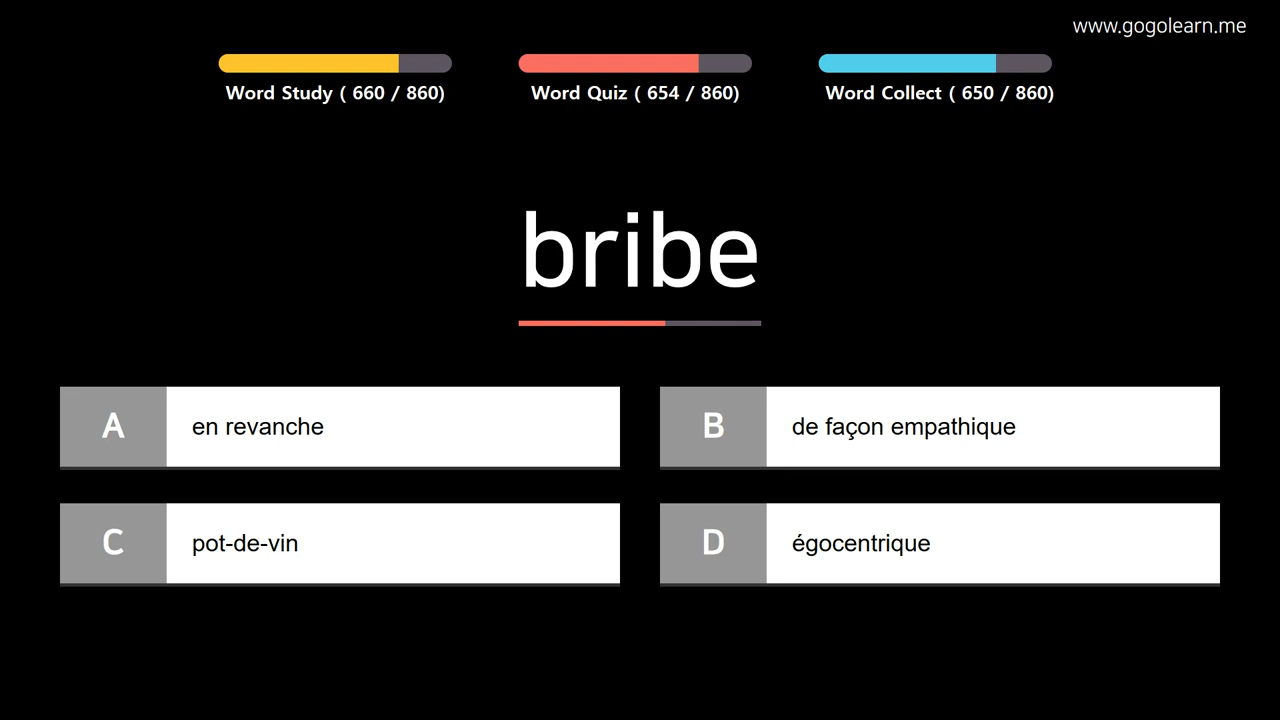 www.gogolearn.me
Word Study ( 660 / 860)
Word Quiz ( 654 / 860)
Word Collect ( 650 / 860)
bribe
A
en revanche
B
de façon empathique
C
pot-de-vin
D
égocentrique